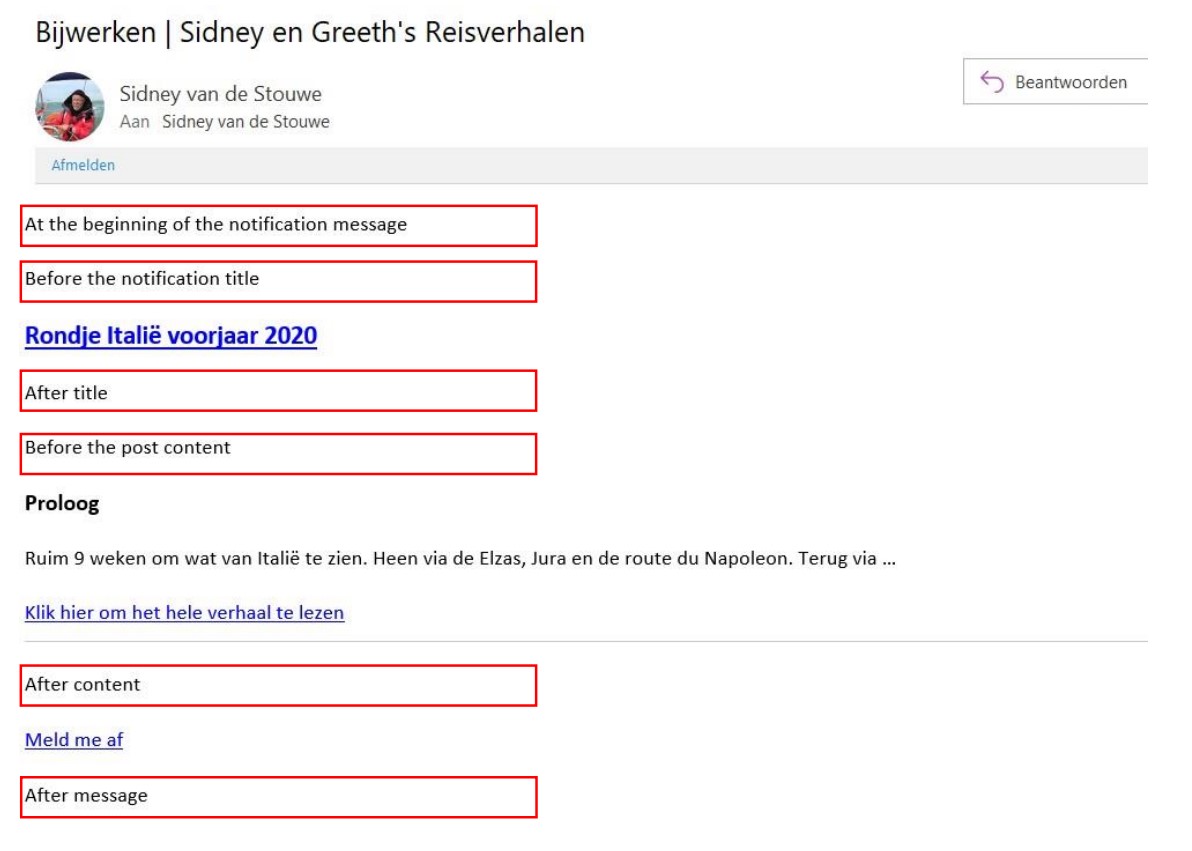 Bijwerken | Sidney en Greeth's Reisverhalen
Sidney van de Stouwe
Beantwoorden
Aan Sidney van de Stouwe
Afmelden
At the beginning of the notification message
Before the notification title
Rondje Italië voorjaar 2020
After title
Before the post content
Proloog
Ruim 9 weken om wat van Italië te zien. Heen via de Elzas, Jura en de route du Napoleon. Terug via ...
Klik hier om het hele verhaal te lezen
After content
Meld me af
After message